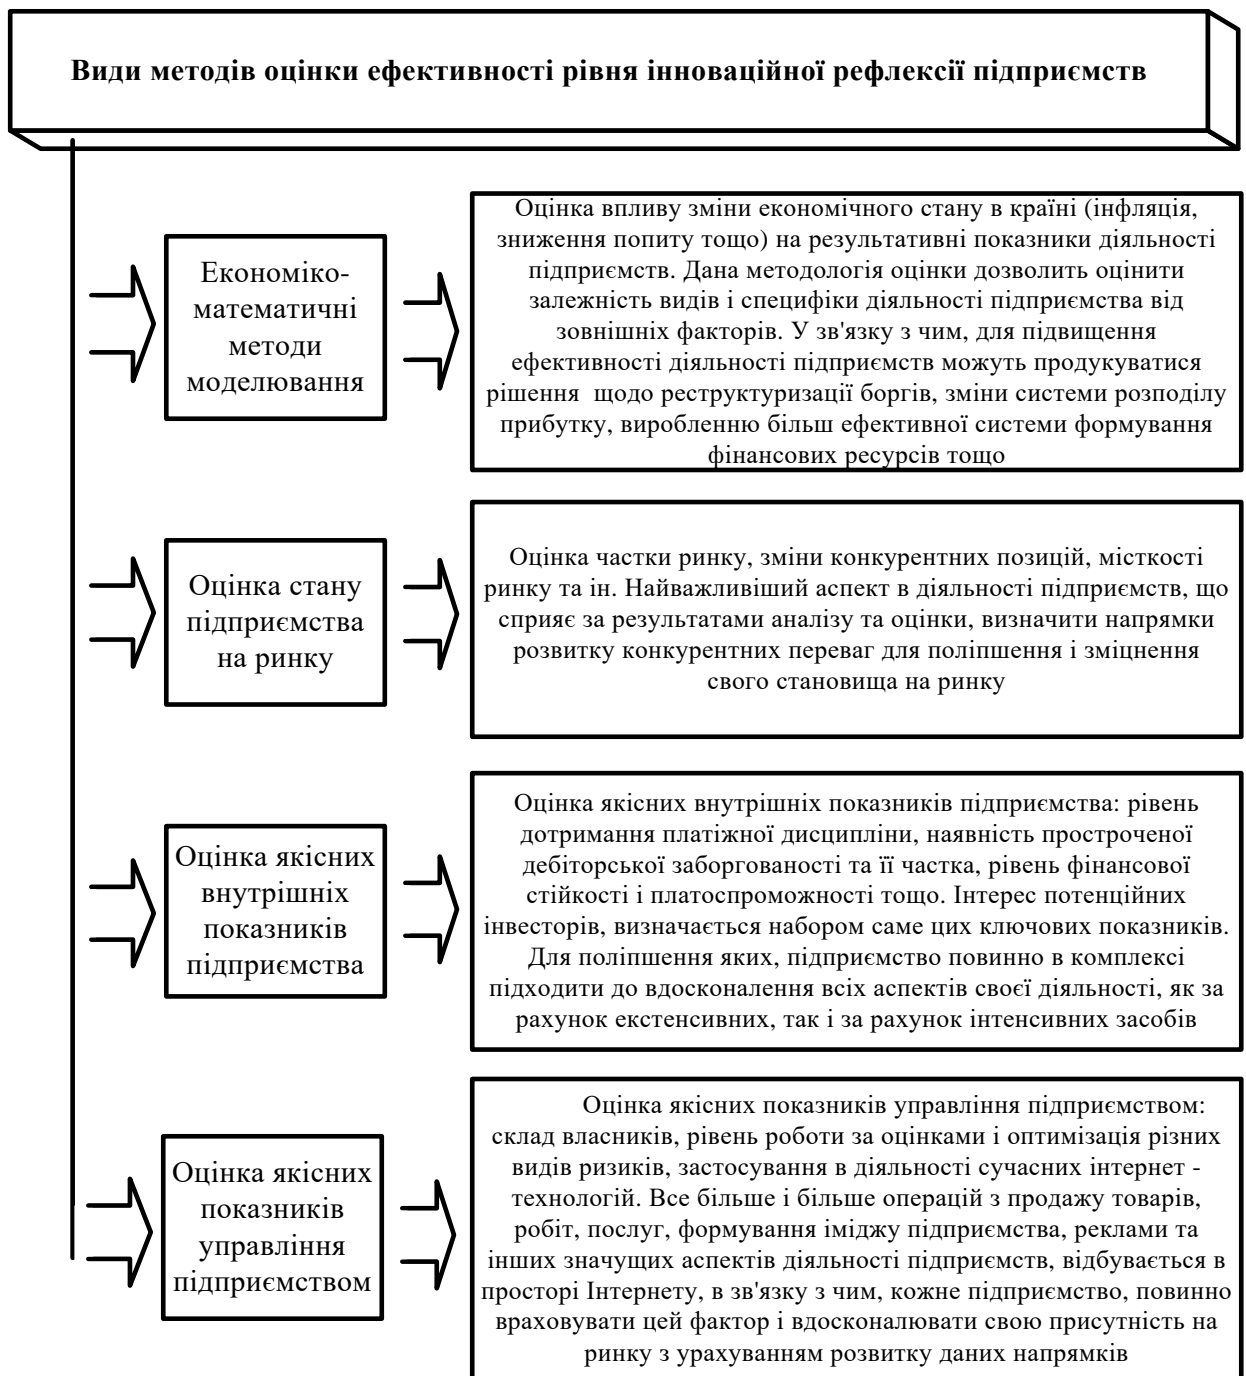 Види методів оцінки ефективності рівня інноваційної рефлексії підприємств
Економіко-
математичні
методи
моделювання
Оцінка впливу зміни економічного стану в країні (інфляція,
зниження попиту тощо) на результативні показники діяльності
підприємств. Дана методологія оцінки дозволить оцінити
залежність видів і специфіки діяльності підприємства від
зовнішніх факторів. У зв'язку з чим, для підвищення
ефективності діяльності підприємств можуть продукуватися
рішення  щодо реструктуризації боргів, зміни системи розподілу
прибутку, виробленню більш ефективної системи формування
фінансових ресурсів тощо
Оцінка стану
підприємства
на ринку
Оцінка частки ринку, зміни конкурентних позицій, місткості
ринку та ін. Найважливіший аспект в діяльності підприємств, що
сприяє за результатами аналізу та оцінки, визначити напрямки
розвитку конкурентних переваг для поліпшення і зміцнення
свого становища на ринку
Оцінка якісних
внутрішніх
показників
підприємства
Оцінка якісних внутрішніх показників підприємства: рівень
дотримання платіжної дисципліни, наявність простроченої
дебіторської заборгованості та її частка, рівень фінансової
стійкості і платоспроможності тощо. Інтерес потенційних
інвесторів, визначається набором саме цих ключових показників.
Для поліпшення яких, підприємство повинно в комплексі
підходити до вдосконалення всіх аспектів своєї діяльності, як за
рахунок екстенсивних, так і за рахунок інтенсивних засобів
Оцінка якісних
показників
управління
підприємством
Оцінка якісних показників управління підприємством:
склад власників, рівень роботи за оцінками і оптимізація різних
видів ризиків, застосування в діяльності сучасних інтернет -
технологій. Все більше і більше операцій з продажу товарів,
робіт, послуг, формування іміджу підприємства, реклами та
інших значущих аспектів діяльності підприємств, відбувається в
просторі Інтернету, в зв'язку з чим, кожне підприємство, повинно
враховувати цей фактор і вдосконалювати свою присутність на
ринку з урахуванням розвитку даних напрямків